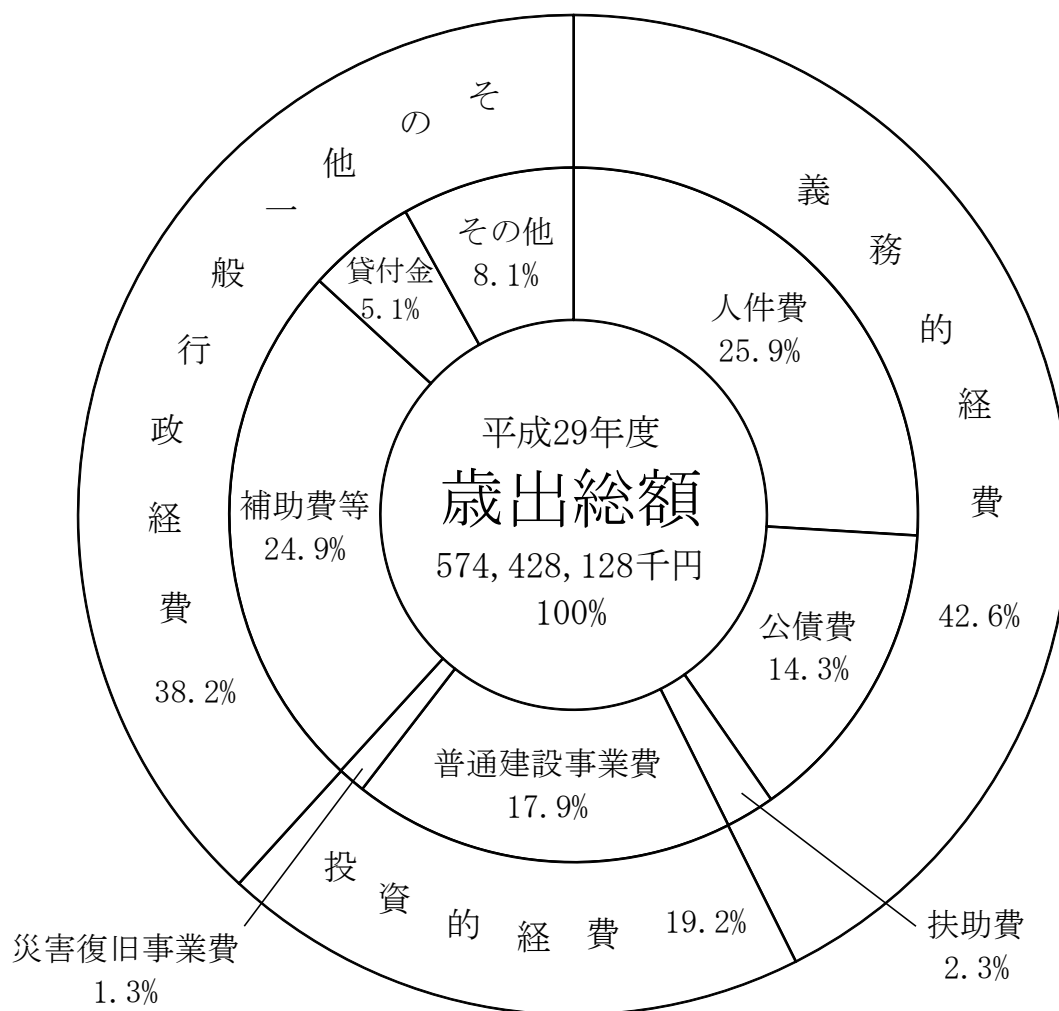 平成29年度
歳出総額
574,428,128千円
100%
義務的経費
42.6%
人件費
25.9%
公債費
14.3%
扶助費
2.3%
投資的経費
19.2%
普通建設事業費
17.9%
災害復旧事業費
1.3%
その他一般行政経費
38.2%
補助費等
24.9%
貸付金
5.1%
その他
8.1%